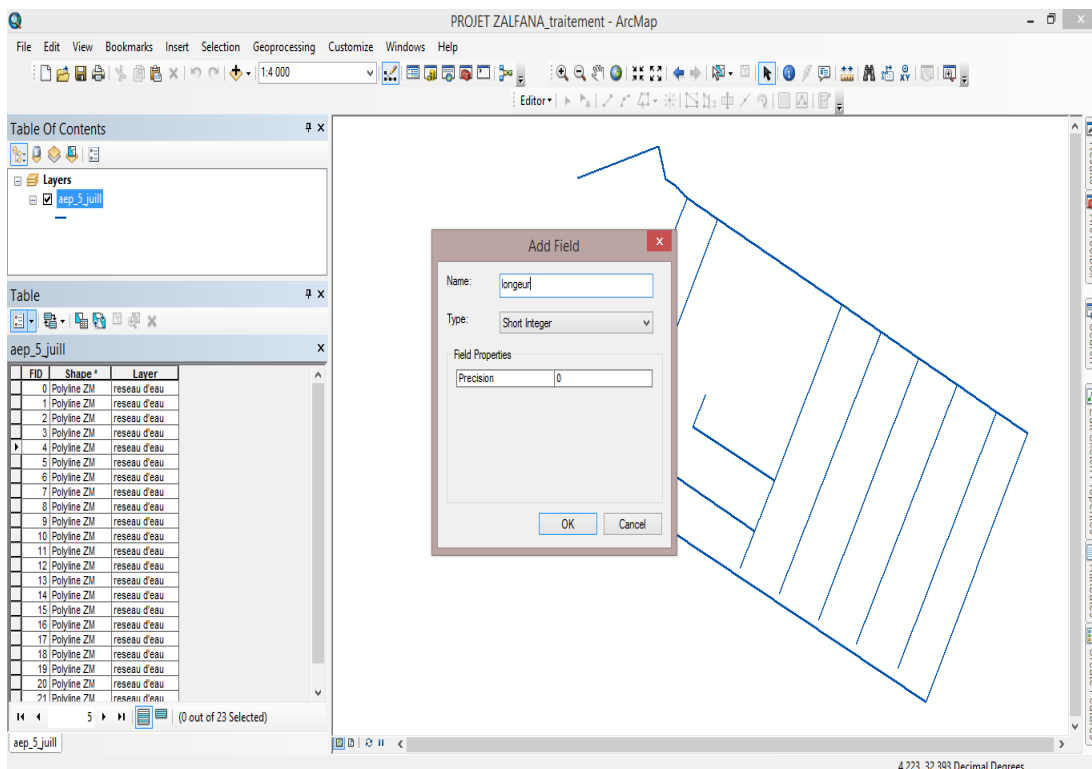 PROJET ZALFANA_traitement - ArcMap
File Edit View Bookmarks Insert Selection Geoprocessing Customize Windows Help
1:4 000
Editor
Table Of Contents
Layers
aep_5_juill
Table
aep_5_juill
FID Shape * Layer
0 Polyline ZM reseau d'eau
1 Polyline ZM reseau d'eau
2 Polyline ZM reseau d'eau
3 Polyline ZM reseau d'eau
4 Polyline ZM reseau d'eau
5 Polyline ZM reseau d'eau
6 Polyline ZM reseau d'eau
7 Polyline ZM reseau d'eau
8 Polyline ZM reseau d'eau
9 Polyline ZM reseau d'eau
10 Polyline ZM reseau d'eau
11 Polyline ZM reseau d'eau
12 Polyline ZM reseau d'eau
13 Polyline ZM reseau d'eau
14 Polyline ZM reseau d'eau
15 Polyline ZM reseau d'eau
16 Polyline ZM reseau d'eau
17 Polyline ZM reseau d'eau
18 Polyline ZM reseau d'eau
19 Polyline ZM reseau d'eau
20 Polyline ZM reseau d'eau
21 Polyline ZM reseau d'eau
5 (0 out of 23 Selected)
aep_5_juill
Add Field
Name: longeur
Type: Short Integer
Field Properties
Precision 0
OK Cancel
4,223 32,393 Decimal Degrees